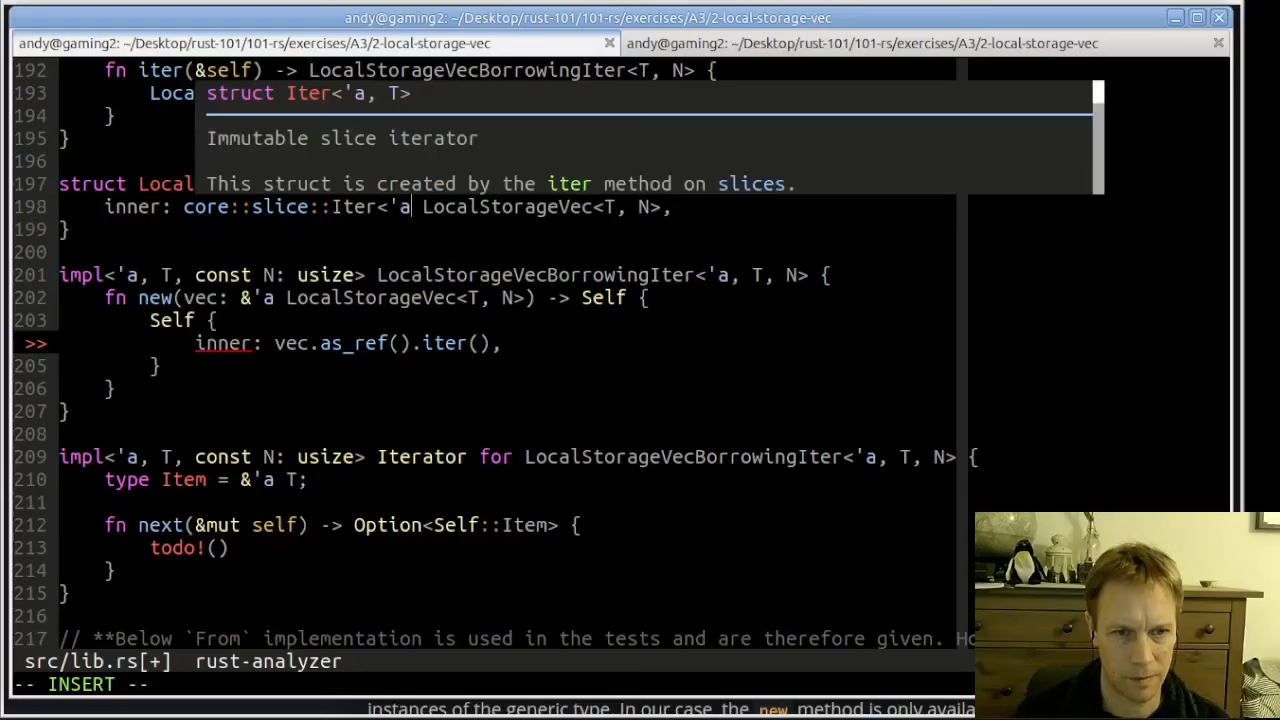 andy@gaming2: ~/Desktop/rust-101/101-rs/exercises/A3/2-local-storage-vec
andy@gaming2: ~/Desktop/rust-101/101-rs/exercises/A3/2-local-storage-vec
andy@gaming2: ~/Desktop/rust-101/101-rs/exercises/A3/2-local-storage-vec
192 fn iter(&self) -> LocalStorageVecBorrowingIter<T, N> {
193 Loca struct Iter<'a, T>
194 }
195 } Immutable slice iterator
196
197 struct Local This struct is created by the iter method on slices.
198 inner: core::slice::Iter<'a LocalStorageVec<T, N>,
199 }
200
201 impl<'a, T, const N: usize> LocalStorageVecBorrowingIter<'a, T, N> {
202 fn new(vec: &'a LocalStorageVec<T, N>) -> Self {
203 Self {
>> inner: vec.as_ref().iter(),
205 }
206 }
207 }
208
209 impl<'a, T, const N: usize> Iterator for LocalStorageVecBorrowingIter<'a, T, N> {
210 type Item = &'a T;
211
212 fn next(&mut self) -> Option<Self::Item> {
213 todo!()
214 }
215 }
216
217 // **Below `From` implementation is used in the tests and are therefore given. Ho
src/lib.rs[+] rust-analyzer
-- INSERT --
instances of the generic type. In our case, the new method is only availa